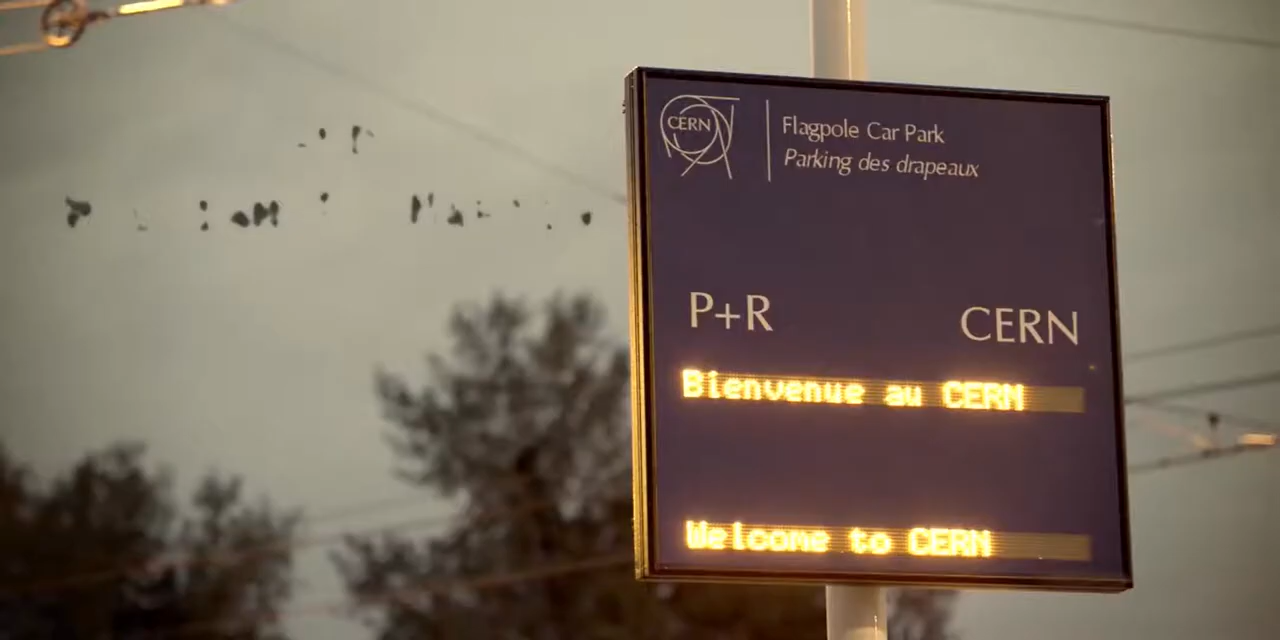 CERN
Flagpole Car Park
Parking des drapeaux
P+R CERN
Bienvenue au CERN
Welcome to CERN